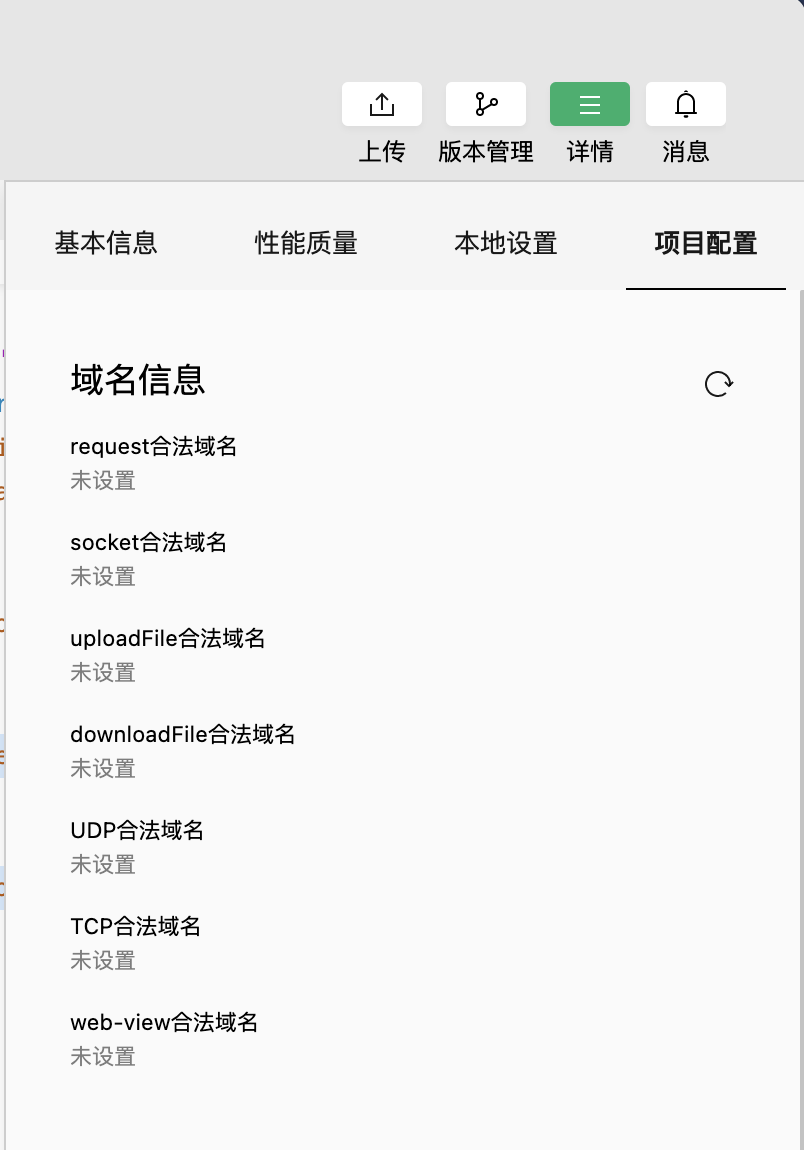 上传 版本管理 详情 消息
基本信息 性能质量 本地设置 项目配置
域名信息
request合法域名
未设置
socket合法域名
未设置
uploadFile合法域名
未设置
downloadFile合法域名
未设置
UDP合法域名
未设置
TCP合法域名
未设置
web-view合法域名
未设置